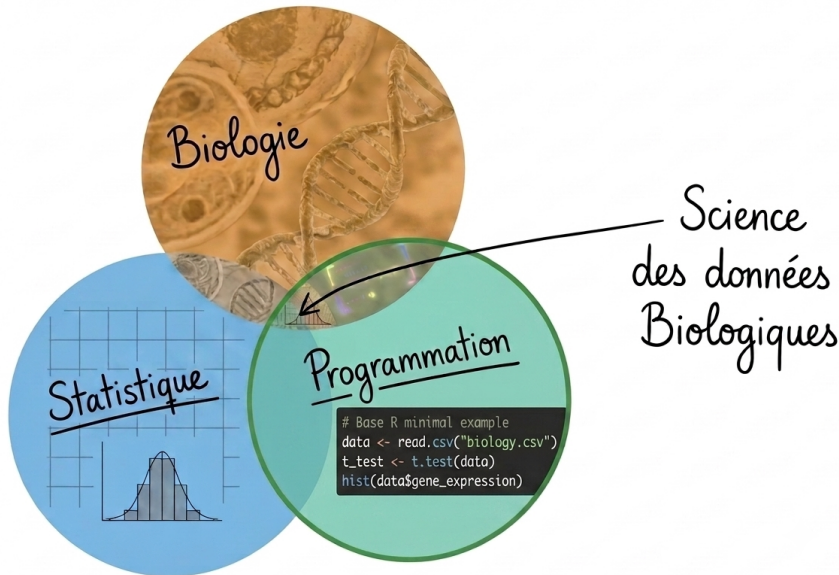 Biologie
Science
des données
Biologiques
Statistique
Programmation
# Base R minimal example
data <- read.csv("biology.csv")
t_test <- t.test(data)
hist(data$gene_expression)